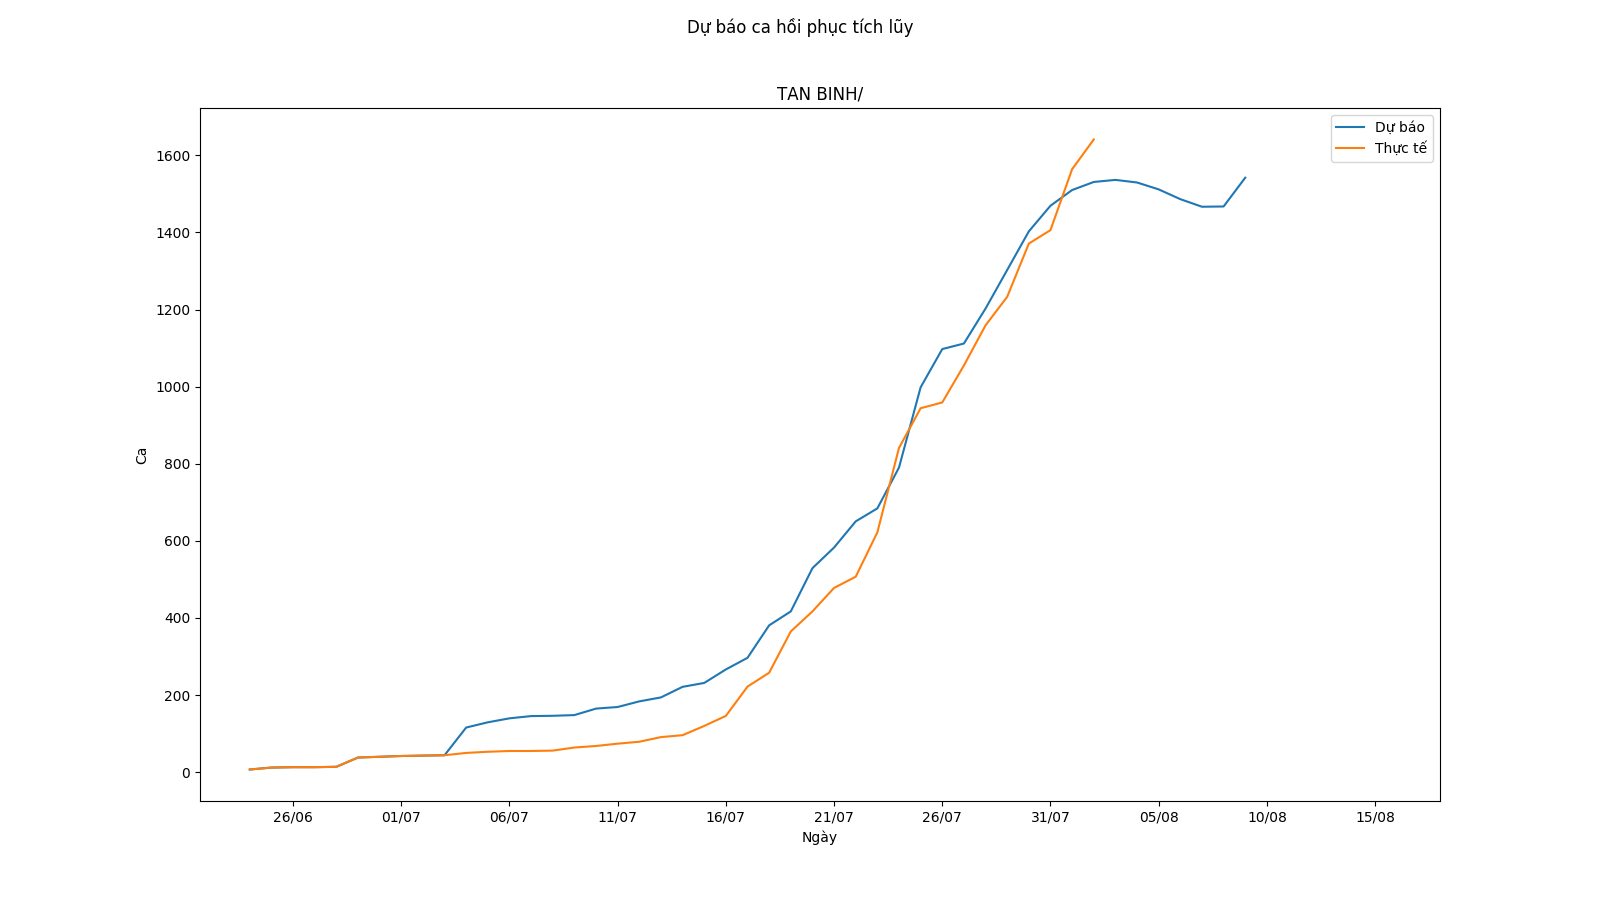 Dự báo ca hồi phục tích lũy
TAN BINH/
Dự báo
Thực tế
1600
1400
1200
1000
800
600
400
200
0
Ca
26/06 01/07 06/07 11/07 16/07 21/07 26/07 31/07 05/08 10/08 15/08
Ngày